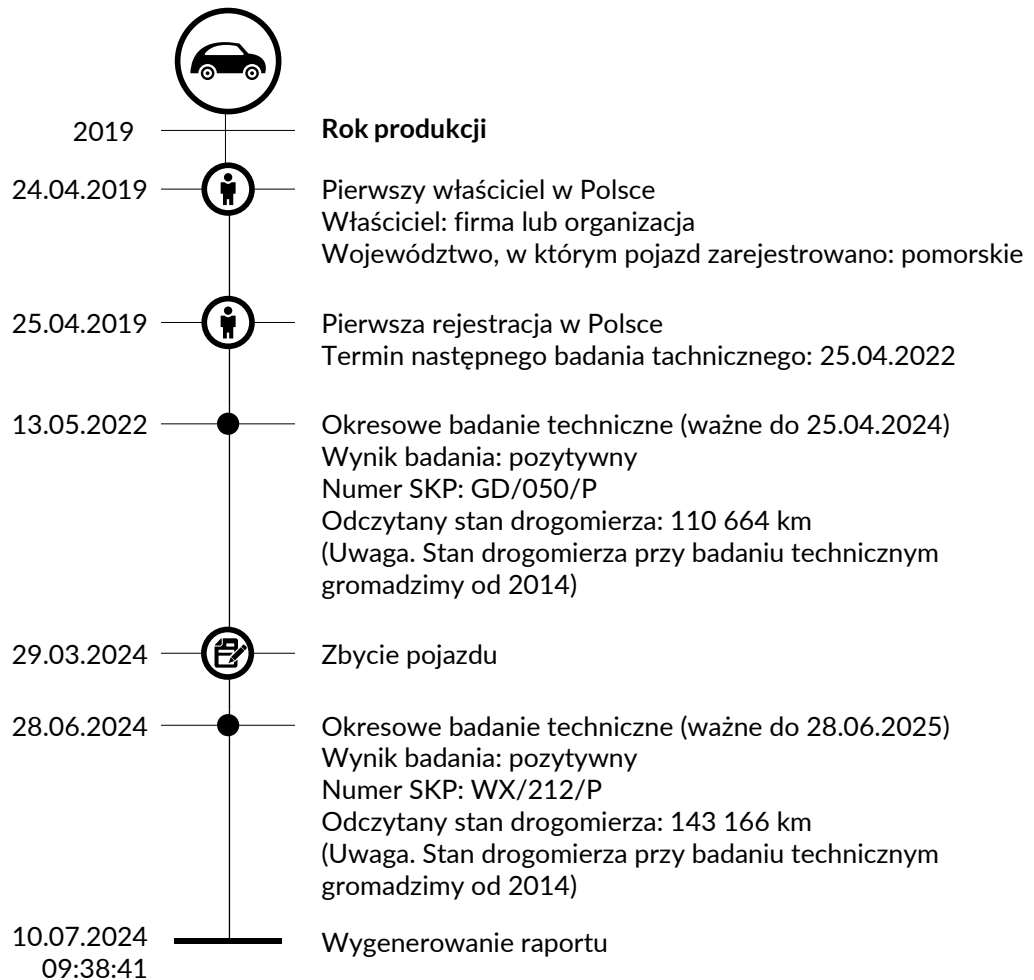 2019 Rok produkcji
24.04.2019 Pierwszy właściciel w Polsce
Właściciel: firma lub organizacja
Województwo, w którym pojazd zarejestrowano: pomorskie
25.04.2019 Pierwsza rejestracja w Polsce
Termin następnego badania tachnicznego: 25.04.2022
13.05.2022 Okresowe badanie techniczne (ważne do 25.04.2024)
Wynik badania: pozytywny
Numer SKP: GD/050/P
Odczytany stan drogomierza: 110 664 km
(Uwaga. Stan drogomierza przy badaniu technicznym
gromadzimy od 2014)
29.03.2024 Zbycie pojazdu
28.06.2024 Okresowe badanie techniczne (ważne do 28.06.2025)
Wynik badania: pozytywny
Numer SKP: WX/212/P
Odczytany stan drogomierza: 143 166 km
(Uwaga. Stan drogomierza przy badaniu technicznym
gromadzimy od 2014)
10.07.2024 Wygenerowanie raportu
09:38:41